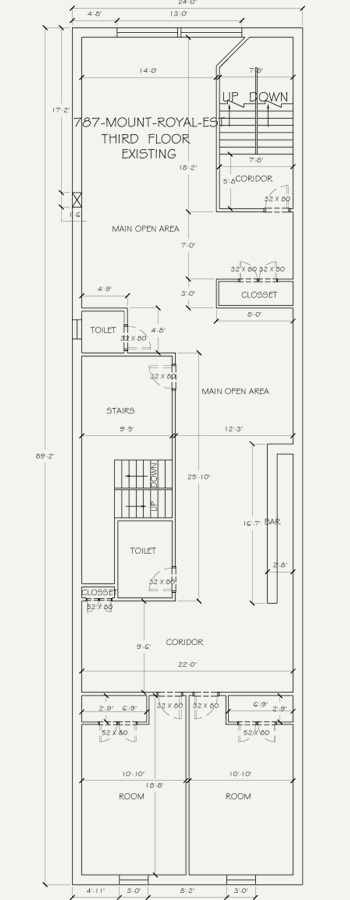 24'-0"
4'-8" 13'-0"
14'-0" 7'-8"
UP DOWN
17'-2"
787-MOUNT-ROYAL-EST
THIRD FLOOR
EXISTING
7'-8"
18'-2"
5'-8" CORIDOR
32 X 80
1'-6"
MAIN OPEN AREA
7'-0"
32 X 80 32 X 80
4'-9" 3'-0" CLOSSET
8'-0"
TOILET 32 X 80 4'-8"
32 X 80
MAIN OPEN AREA
STAIRS
9'-5" 12'-3"
89'-2"
DOWN
25'-10"
UP
16'-7" BAR
TOILET
2'-8"
32 X 80
CLOSSET
52 X 80
CORIDOR
9'-6"
22'-0"
2'-9" 6'-9" 32 X 80 32 X 80 6'-9" 2'-9"
52 X 80 52 X 80
10'-10" 10'-10"
18'-8"
ROOM ROOM
4'-11" 3'-0" 8'-2" 3'-0"